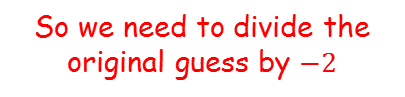 So we need to divide the
original guess by −2